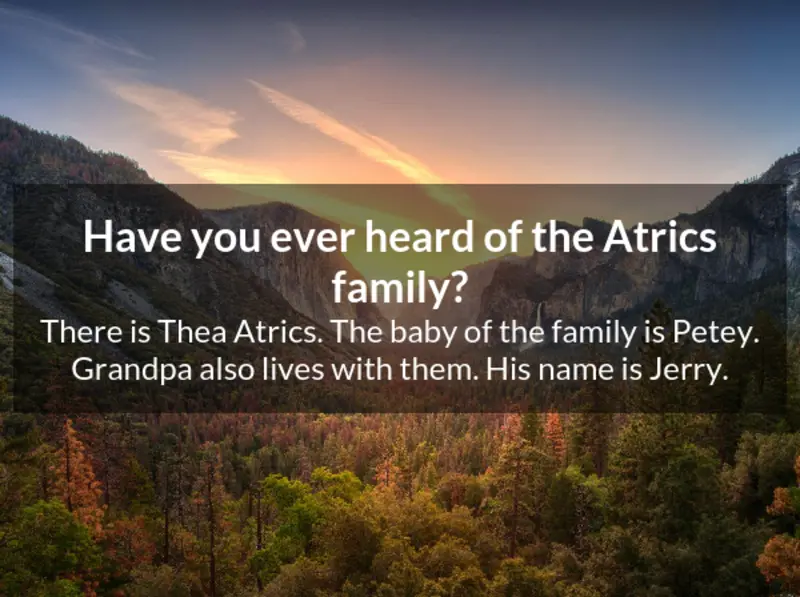 Have you ever heard of the Atrics
family?
There is Thea Atrics. The baby of the family is Petey.
Grandpa also lives with them. His name is Jerry.